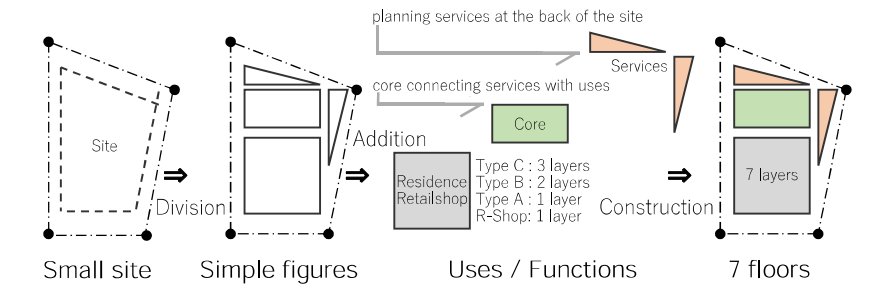 planning services at the back of the site
Services
core connecting services with uses
Core
Site
Addition
Residence
Retailshop
Type C : 3 layers
Type B : 2 layers
Type A : 1 layer
R-Shop: 1 layer
7 layers
Division
Construction
Small site
Simple figures
Uses / Functions
7 floors